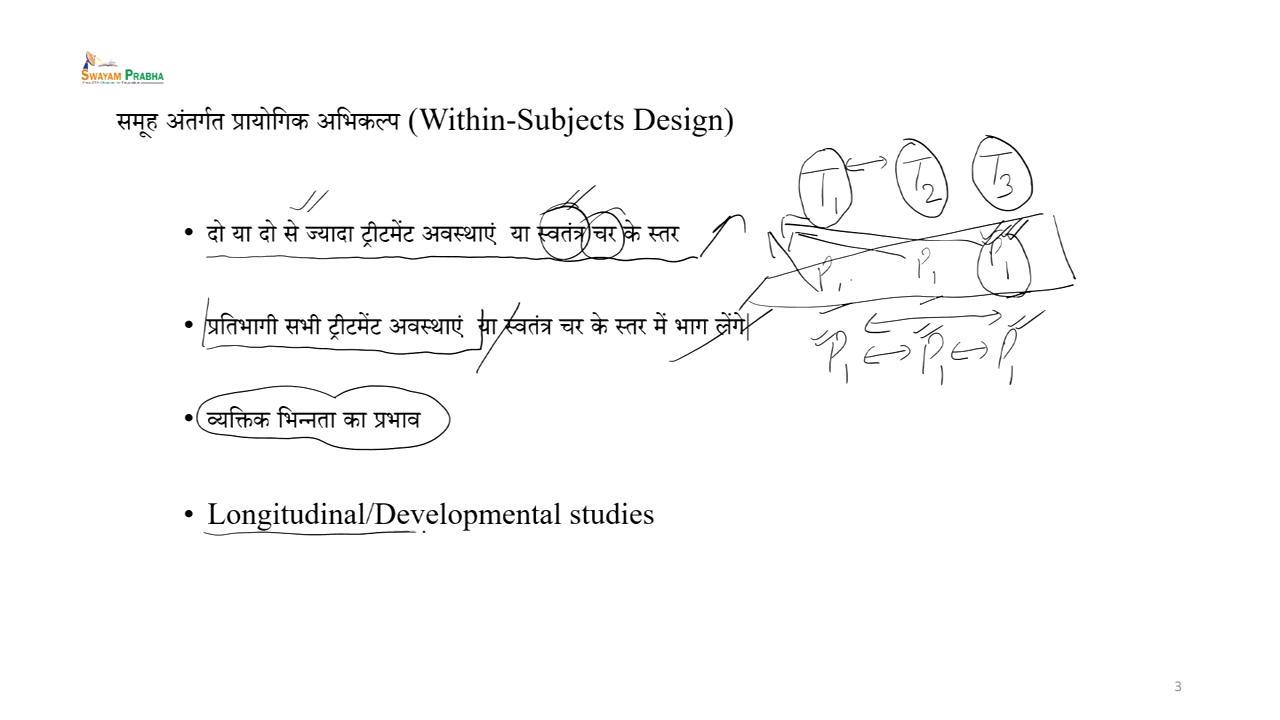 SWAYAM PRABHA
समूह अंतर्गत प्रायोगिक अभिकल्प (Within-Subjects Design)
T1 T2 T3
• दो या दो से ज्यादा ट्रीटमेंट अवस्थाएं या स्वतंत्र चर के स्तर
P1 P1 P1
• प्रतिभागी सभी ट्रीटमेंट अवस्थाएं या स्वतंत्र चर के स्तर में भाग लेंगे
P1 P1 P1
• व्यक्तिक भिन्नता का प्रभाव
• Longitudinal/Developmental studies
3